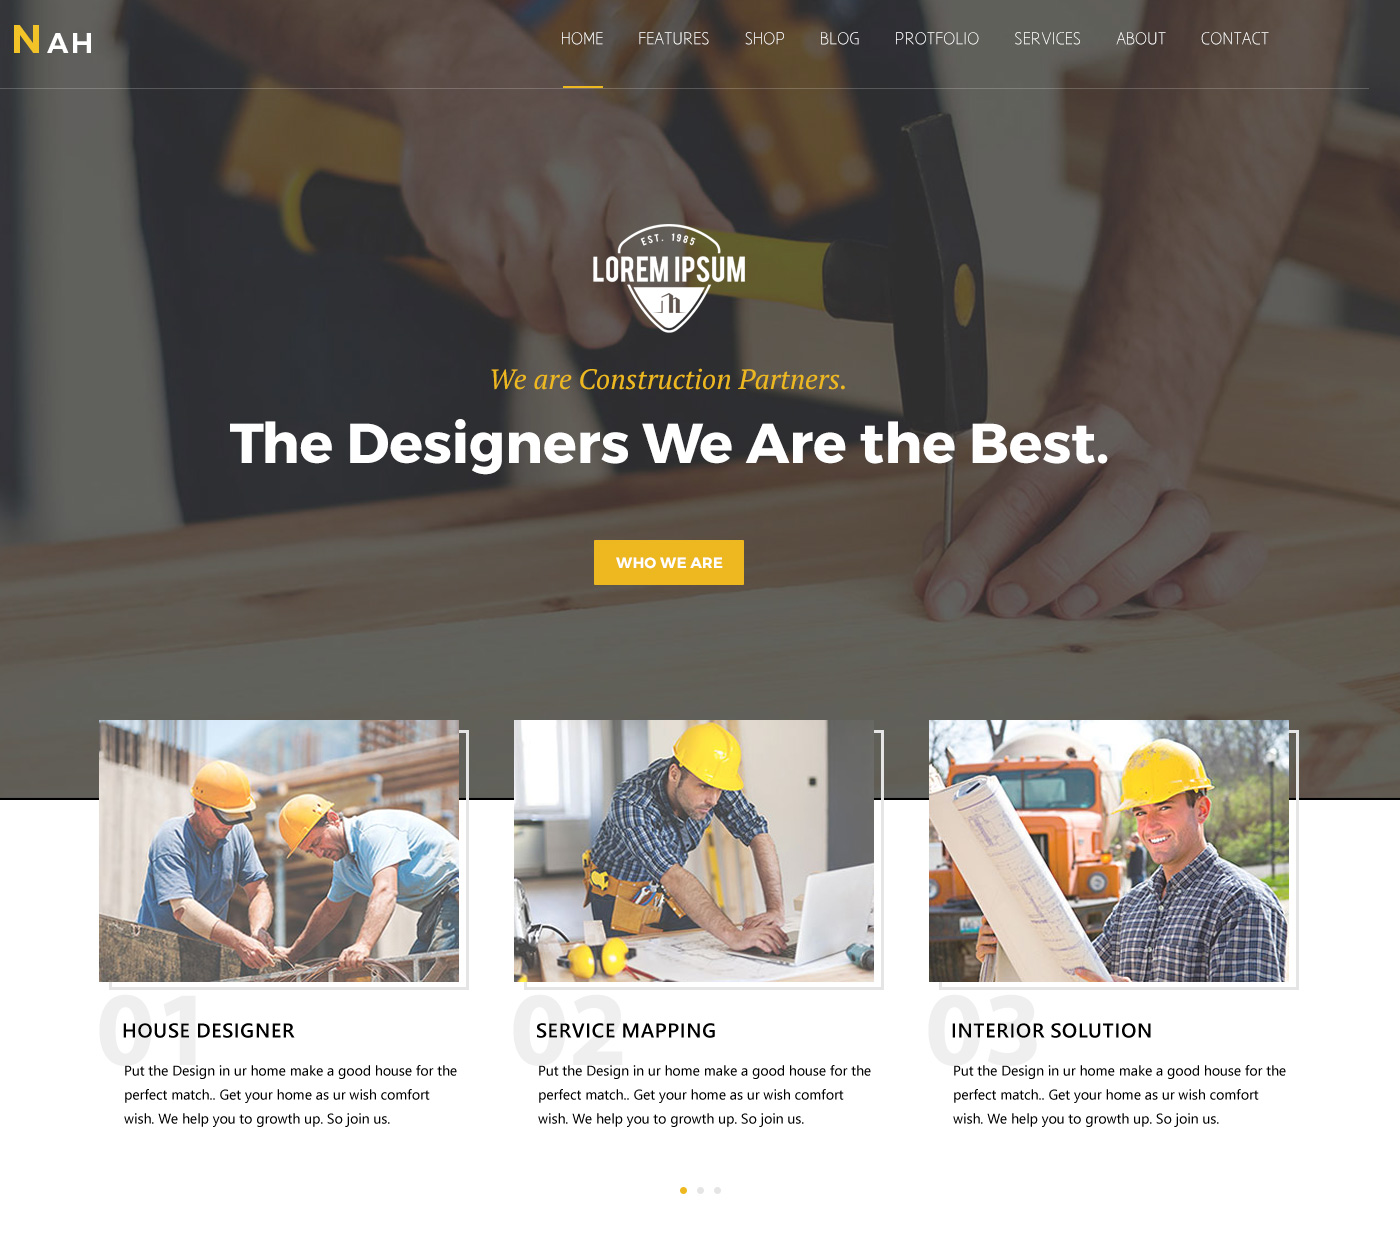 N AH
HOME FEATURES SHOP BLOG PROTFOLIO SERVICES ABOUT CONTACT
EST. 1985
LOREM IPSUM
We are Construction Partners.
The Designers We Are the Best.
WHO WE ARE
01
HOUSE DESIGNER
Put the Design in ur home make a good house for the
perfect match.. Get your home as ur wish comfort
wish. We help you to growth up. So join us.
02
SERVICE MAPPING
Put the Design in ur home make a good house for the
perfect match.. Get your home as ur wish comfort
wish. We help you to growth up. So join us.
03
INTERIOR SOLUTION
Put the Design in ur home make a good house for the
perfect match.. Get your home as ur wish comfort
wish. We help you to growth up. So join us.